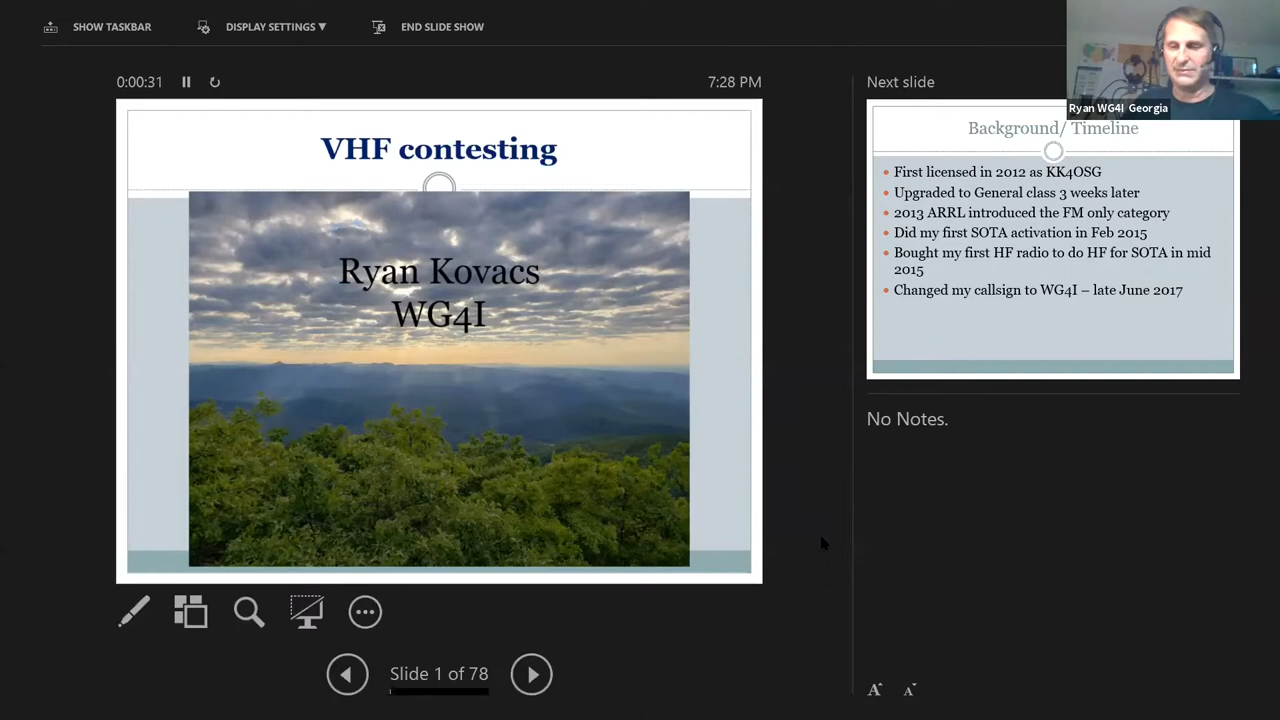 SHOW TASKBAR
DISPLAY SETTINGS ▼
END SLIDE SHOW
Ryan WG4I Georgia
0:00:31
7:28 PM
VHF contesting
Ryan Kovacs
WG4I
Slide 1 of 78
Next slide
Background/ Timeline
• First licensed in 2012 as KK4OSG
• Upgraded to General class 3 weeks later
• 2013 ARRL introduced the FM only category
• Did my first SOTA activation in Feb 2015
• Bought my first HF radio to do HF for SOTA in mid
2015
• Changed my callsign to WG4I – late June 2017
No Notes.
A A